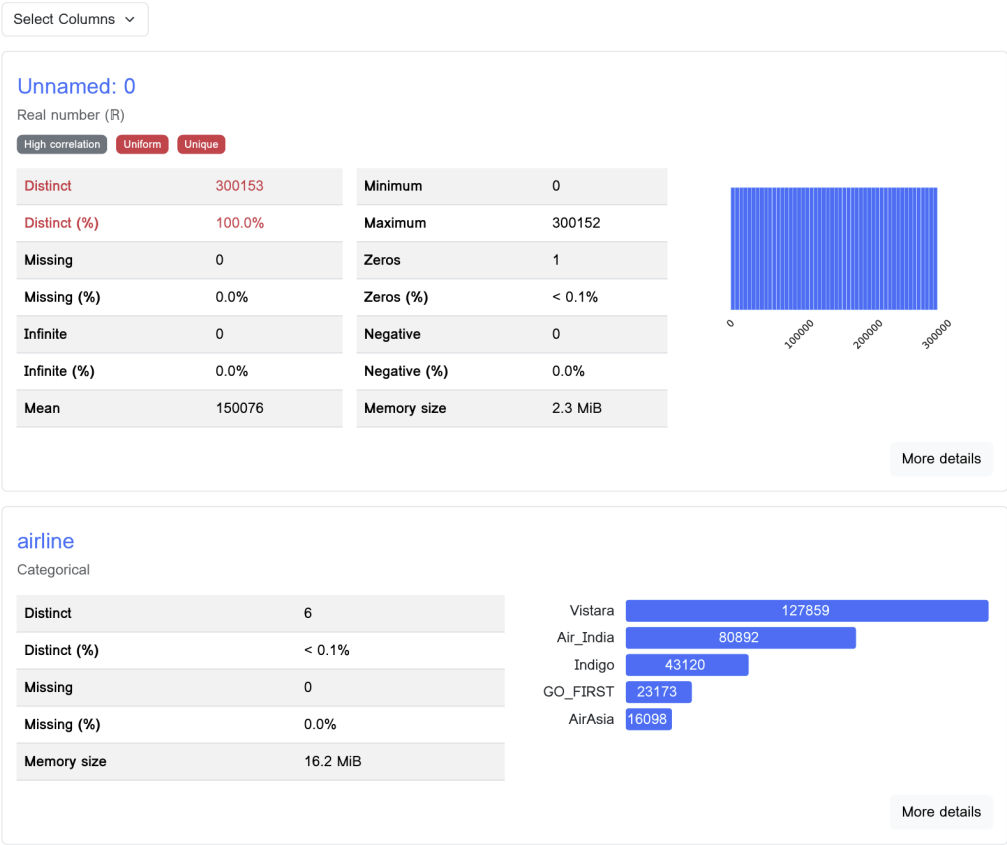 Select Columns
Unnamed: 0
Real number (ℝ)
High correlation Uniform Unique
Distinct 300153
Distinct (%) 100.0%
Missing 0
Missing (%) 0.0%
Infinite 0
Infinite (%) 0.0%
Mean 150076
Minimum 0
Maximum 300152
Zeros 1
Zeros (%) < 0.1%
Negative 0
Negative (%) 0.0%
Memory size 2.3 MiB
0 100000 200000 300000
More details
airline
Categorical
Distinct 6
Distinct (%) < 0.1%
Missing 0
Missing (%) 0.0%
Memory size 16.2 MiB
Vistara 127859
Air_India 80892
Indigo 43120
GO_FIRST 23173
AirAsia 16098
More details